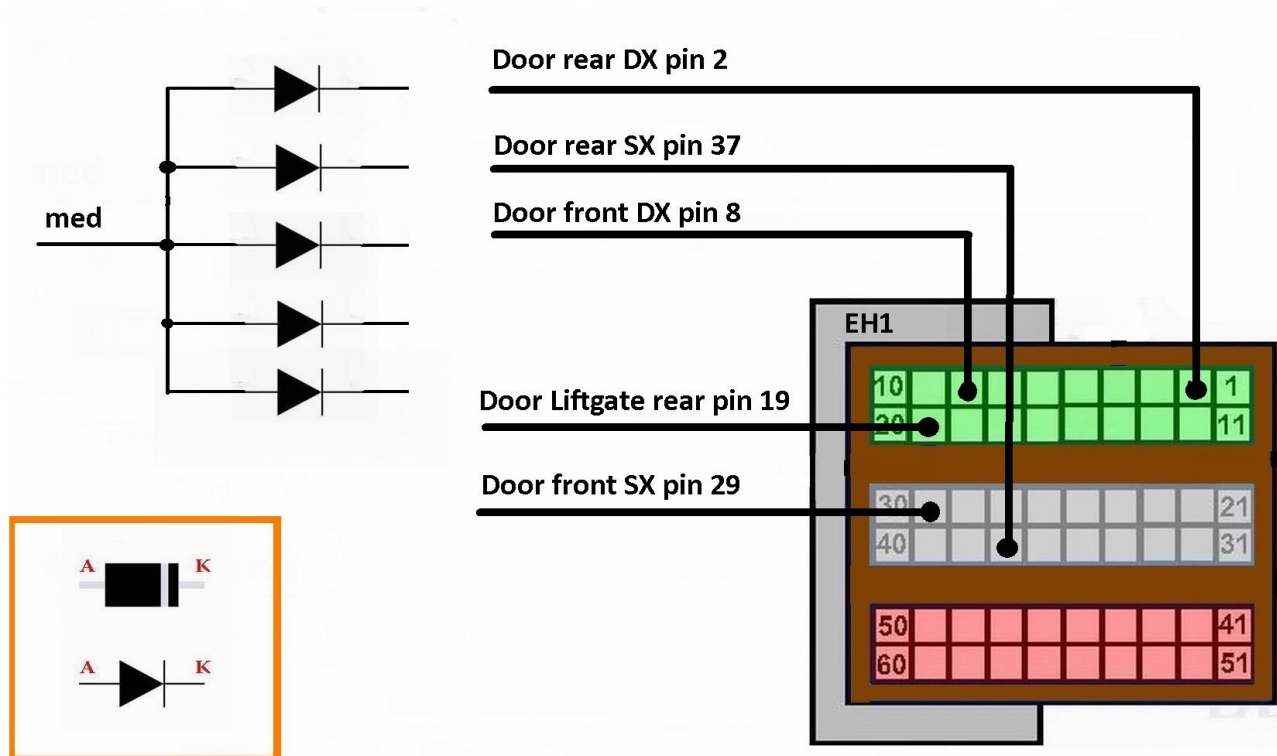 Door rear DX pin 2
Door rear SX pin 37
Door front DX pin 8
med
EH1
10 1
20 11
Door Liftgate rear pin 19
Door front SX pin 29
30 21
40 31
50 41
60 51
A K
A K